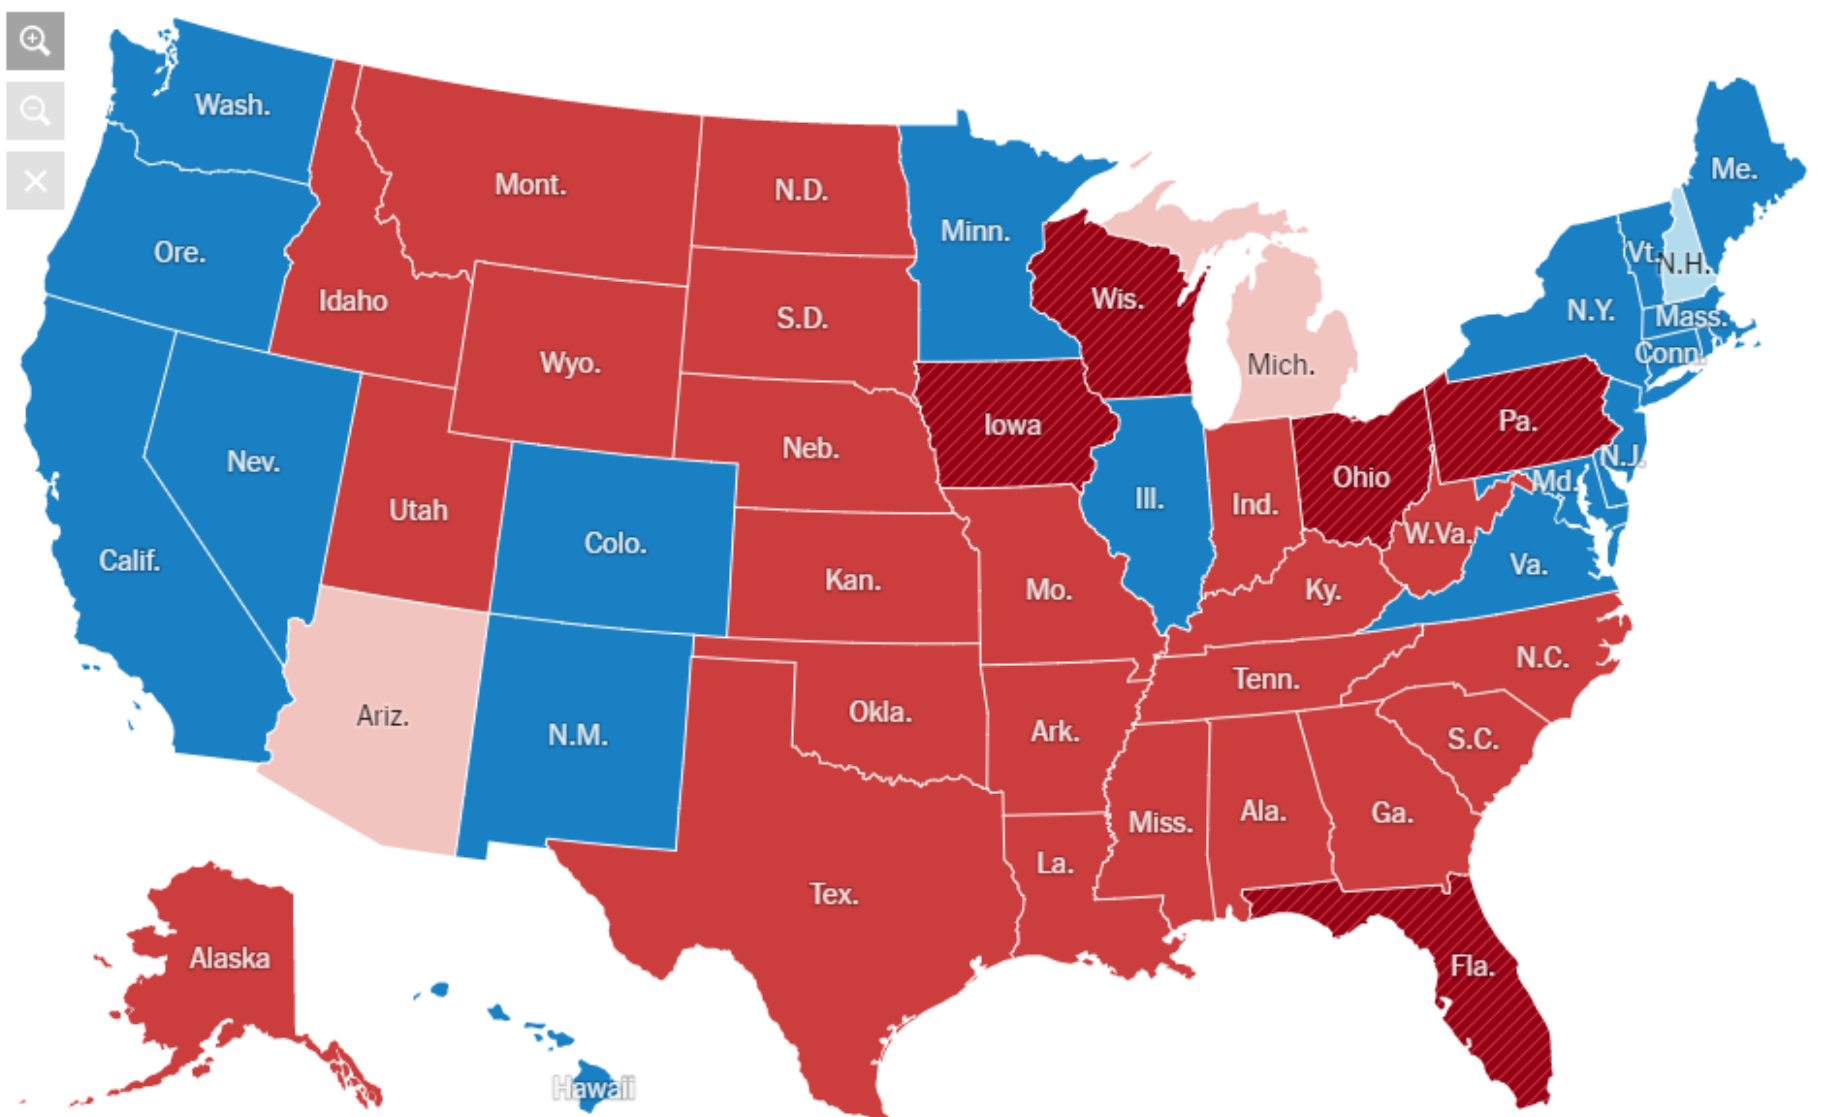 Wash.
Mont.
N.D.
Minn.
Me.
Ore.
Idaho
S.D.
Wis.
Vt.
N.H.
N.Y.
Mass.
Wyo.
Mich.
Conn.
Nev.
Neb.
Iowa
Ill.
Ind.
Ohio
Pa.
N.J.
Md.
Utah
Colo.
W.Va.
Va.
Calif.
Kan.
Mo.
Ky.
N.C.
Ariz.
N.M.
Okla.
Ark.
Tenn.
S.C.
Tex.
La.
Miss.
Ala.
Ga.
Alaska
Fla.
Hawaii